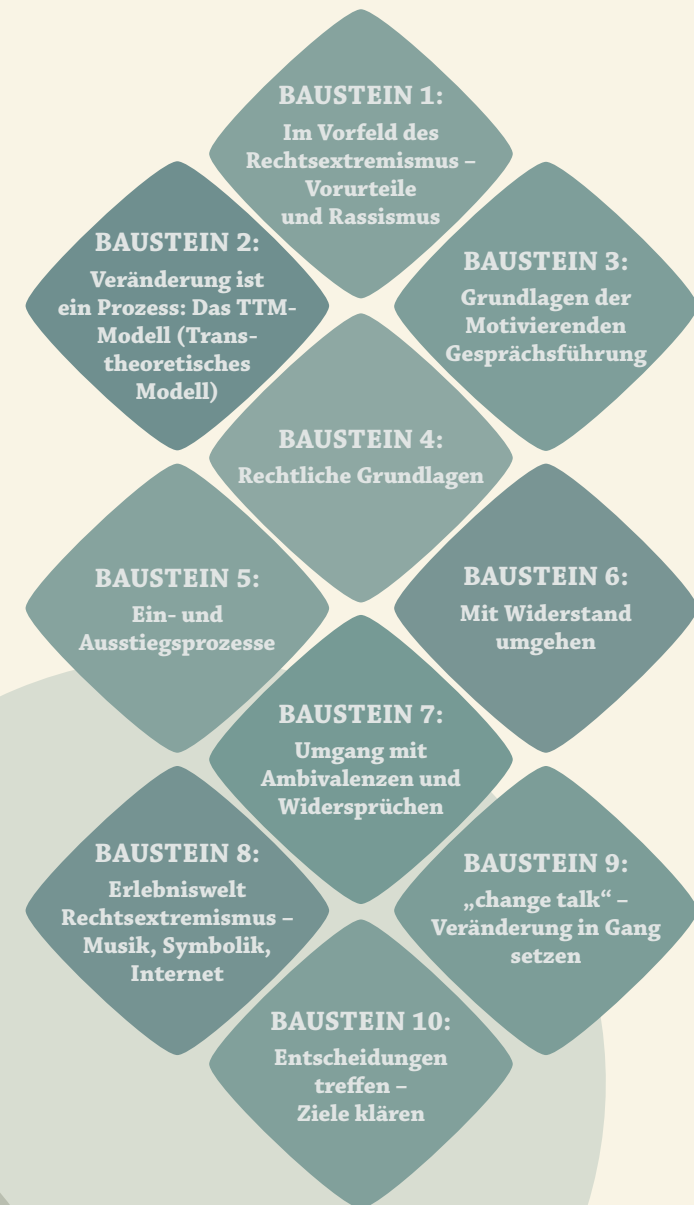 BAUSTEIN 1:
Im Vorfeld des
Rechtsextremismus –
Vorurteile
und Rassismus
BAUSTEIN 2:
Veränderung ist
ein Prozess: Das TTM-
Modell (Trans-
theoretisches
Modell)
BAUSTEIN 3:
Grundlagen der
Motivierenden
Gesprächsführung
BAUSTEIN 4:
Rechtliche Grundlagen
BAUSTEIN 5:
Ein- und
Ausstiegsprozesse
BAUSTEIN 6:
Mit Widerstand
umgehen
BAUSTEIN 7:
Umgang mit
Ambivalenzen und
Widersprüchen
BAUSTEIN 8:
Erlebniswelt
Rechtsextremismus –
Musik, Symbolik,
Internet
BAUSTEIN 9:
„change talk“ –
Veränderung in Gang
setzen
BAUSTEIN 10:
Entscheidungen
treffen –
Ziele klären